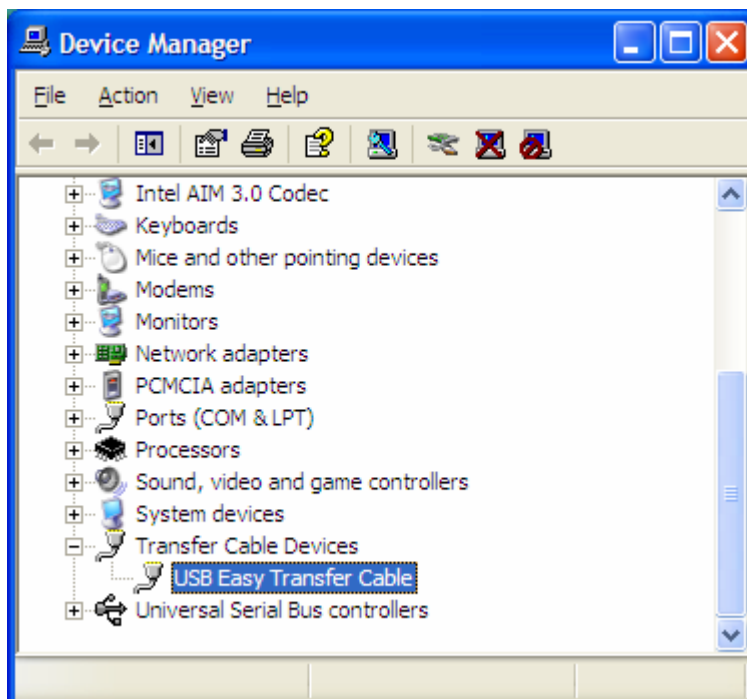 Device Manager
File Action View Help
Intel AIM 3.0 Codec
Keyboards
Mice and other pointing devices
Modems
Monitors
Network adapters
PCMCIA adapters
Ports (COM & LPT)
Processors
Sound, video and game controllers
System devices
Transfer Cable Devices
USB Easy Transfer Cable
Universal Serial Bus controllers